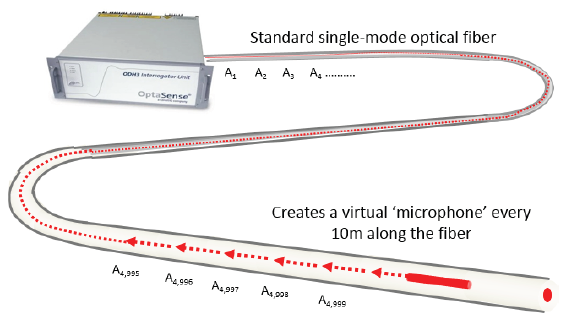 Standard single-mode optical fiber
ODH3 Interrogator Unit
OptaSense®
A1 A2 A3 A4 ..........
Creates a virtual ‘microphone’ every
10m along the fiber
A4,995
A4,996
A4,997
A4,998
A4,999